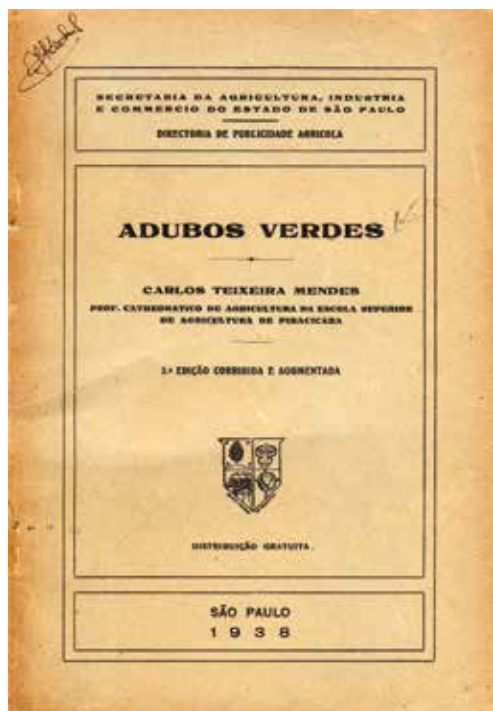 SECRETARIA DA AGRICULTURA, INDUSTRIA
E COMMERCIO DO ESTADO DE SÃO PAULO
DIRECTORIA DE PUBLICIDADE AGRICOLA
ADUBOS VERDES
CARLOS TEIXEIRA MENDES
PROF. CATHEDRATICO DE AGRICULTURA DA ESCOLA SUPERIOR
DE AGRICULTURA DE PIRACICABA
EDIÇÃO CORRIGIDA E AUGMENTADA
DISTRIBUIÇÃO GRATUITA
SÃO PAULO
1938